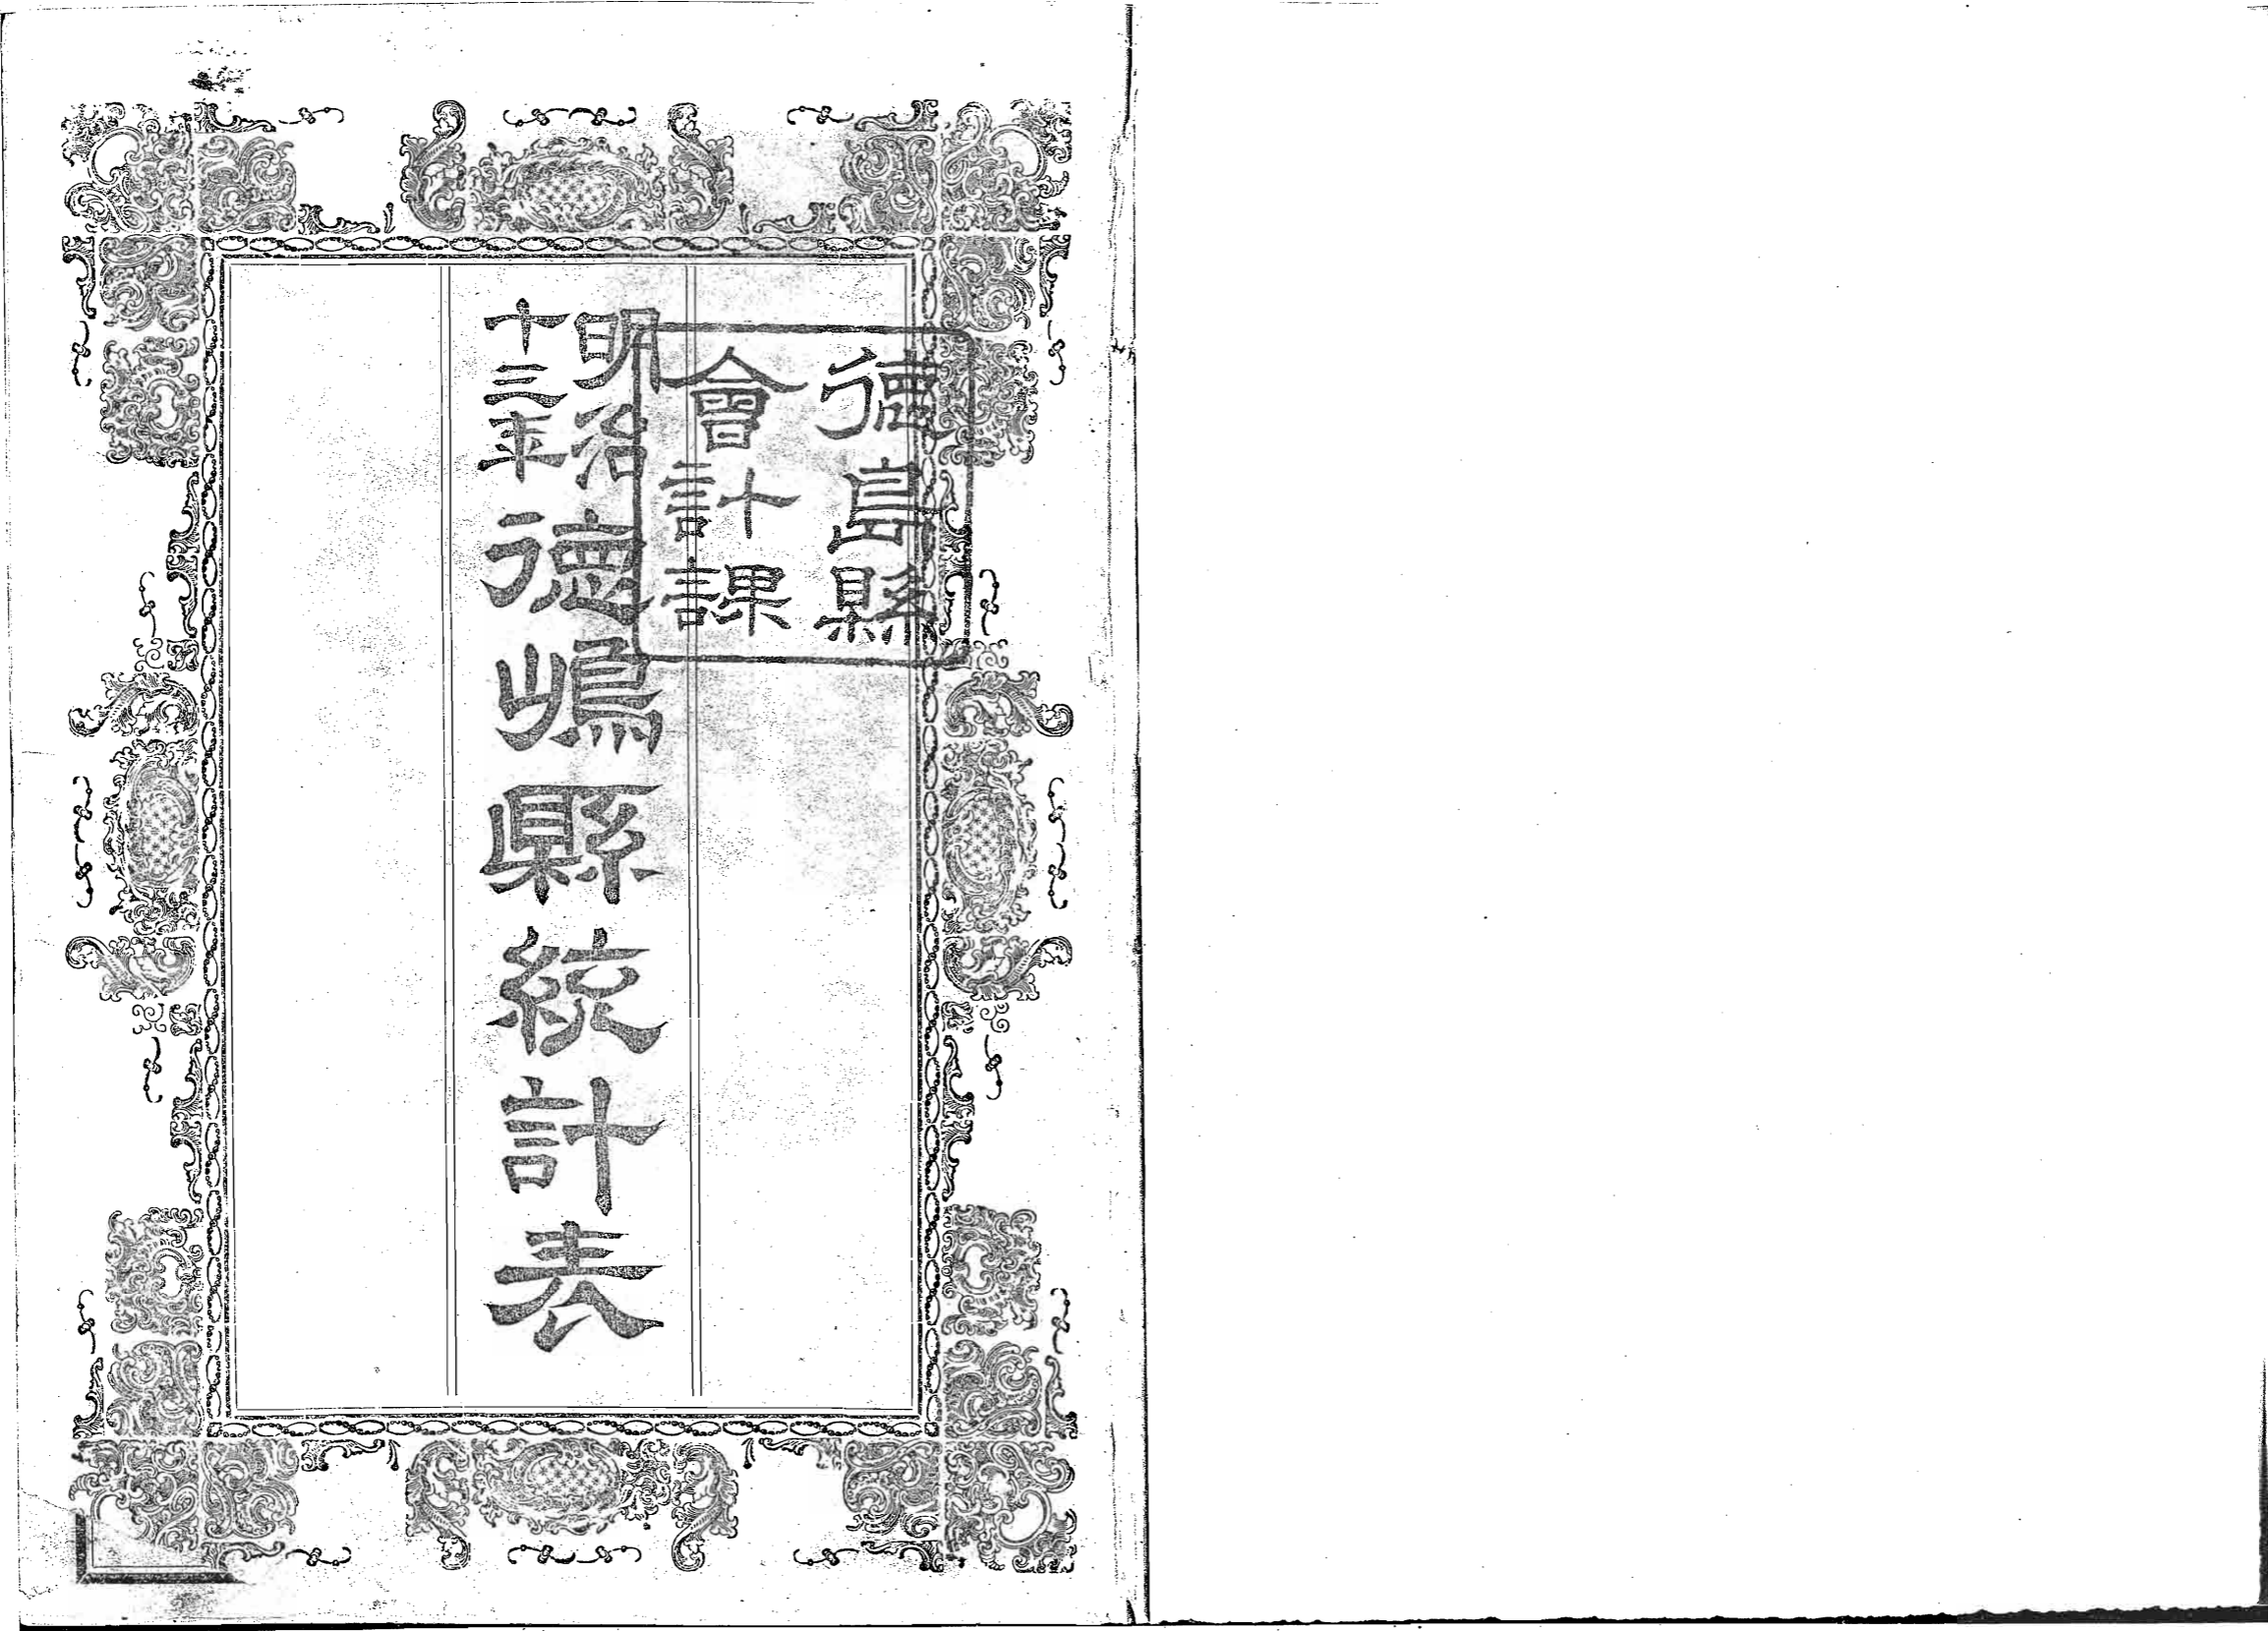 徳島縣
會計課
明治
十三年
徳嶋縣統計表